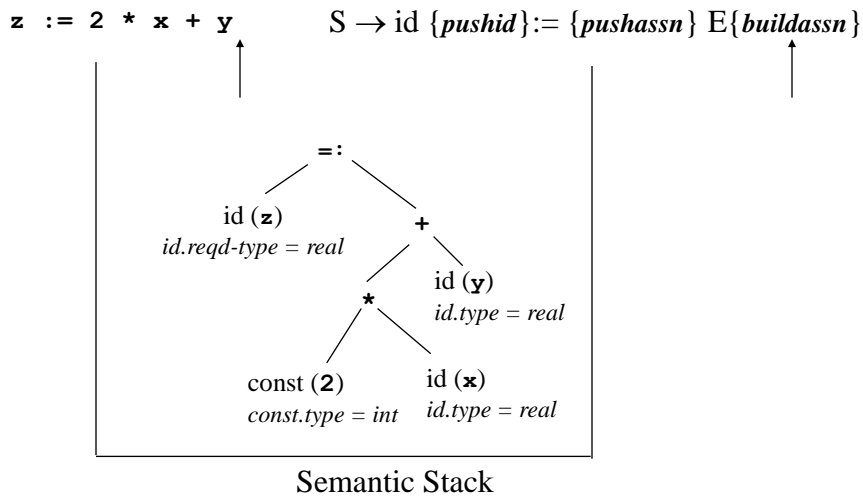 z := 2 * x + y
S → id {pushid}:= {pushassn} E{buildassn}
=:
id (z)
id.reqd-type = real
+
id (y)
id.type = real
*
const (2)
const.type = int
id (x)
id.type = real
Semantic Stack